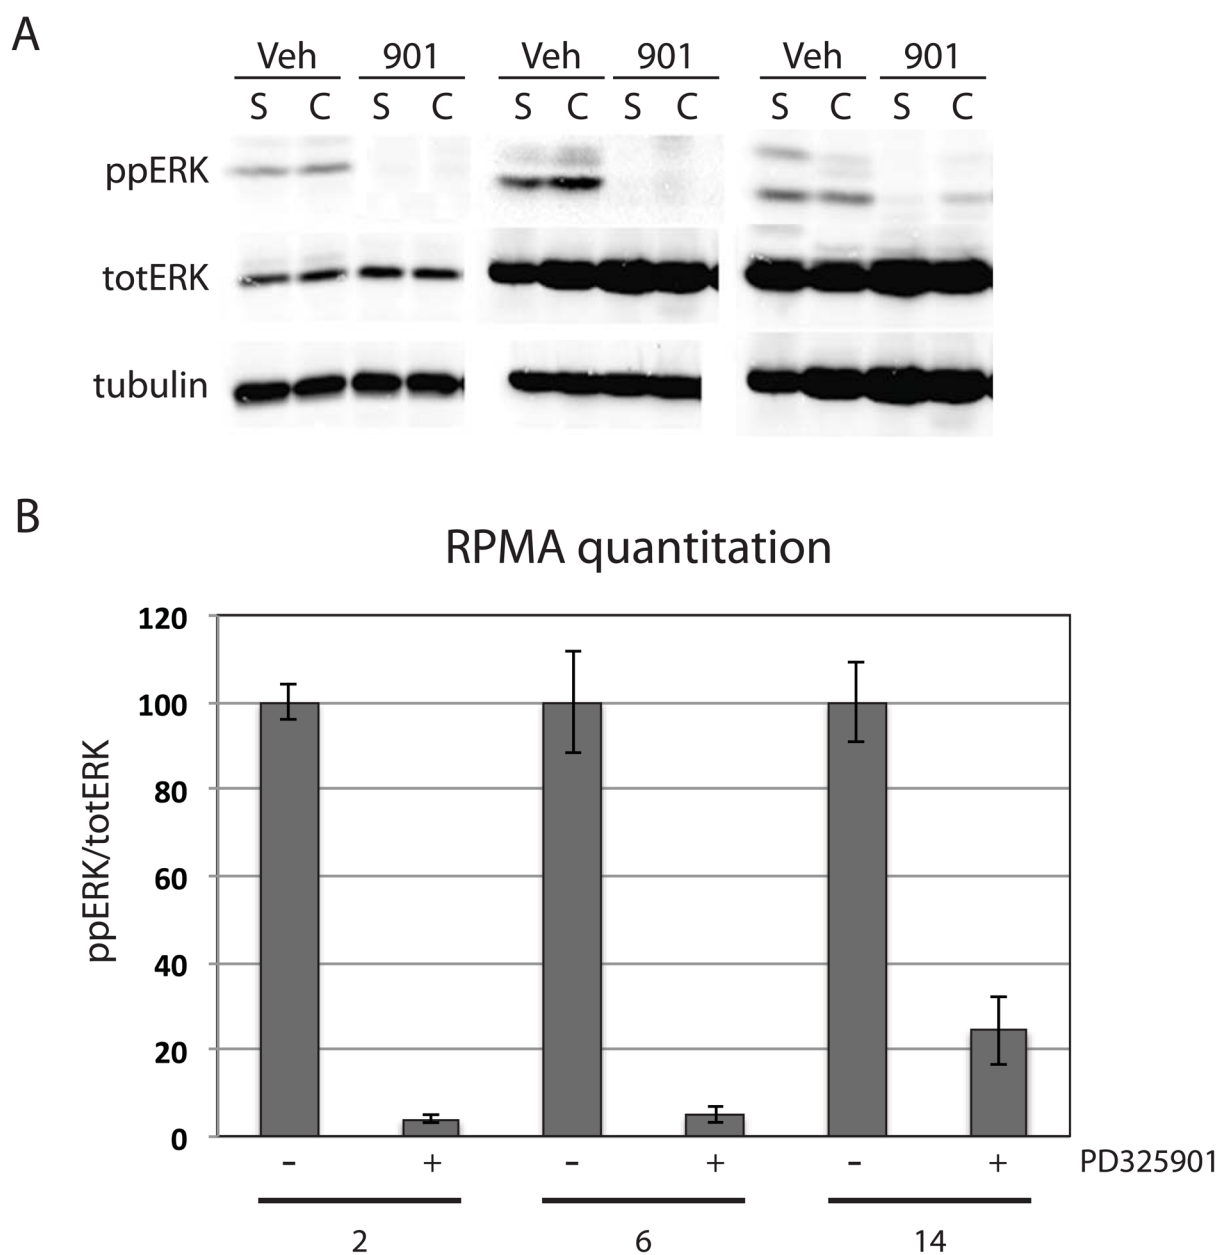 A
Veh 901 Veh 901 Veh 901
S C S C S C S C S C S C
ppERK
totERK
tubulin
B
RPMA quantitation
120
100
80
60
40
20
0
ppERK/totERK
- + - + - + PD325901
2 6 14